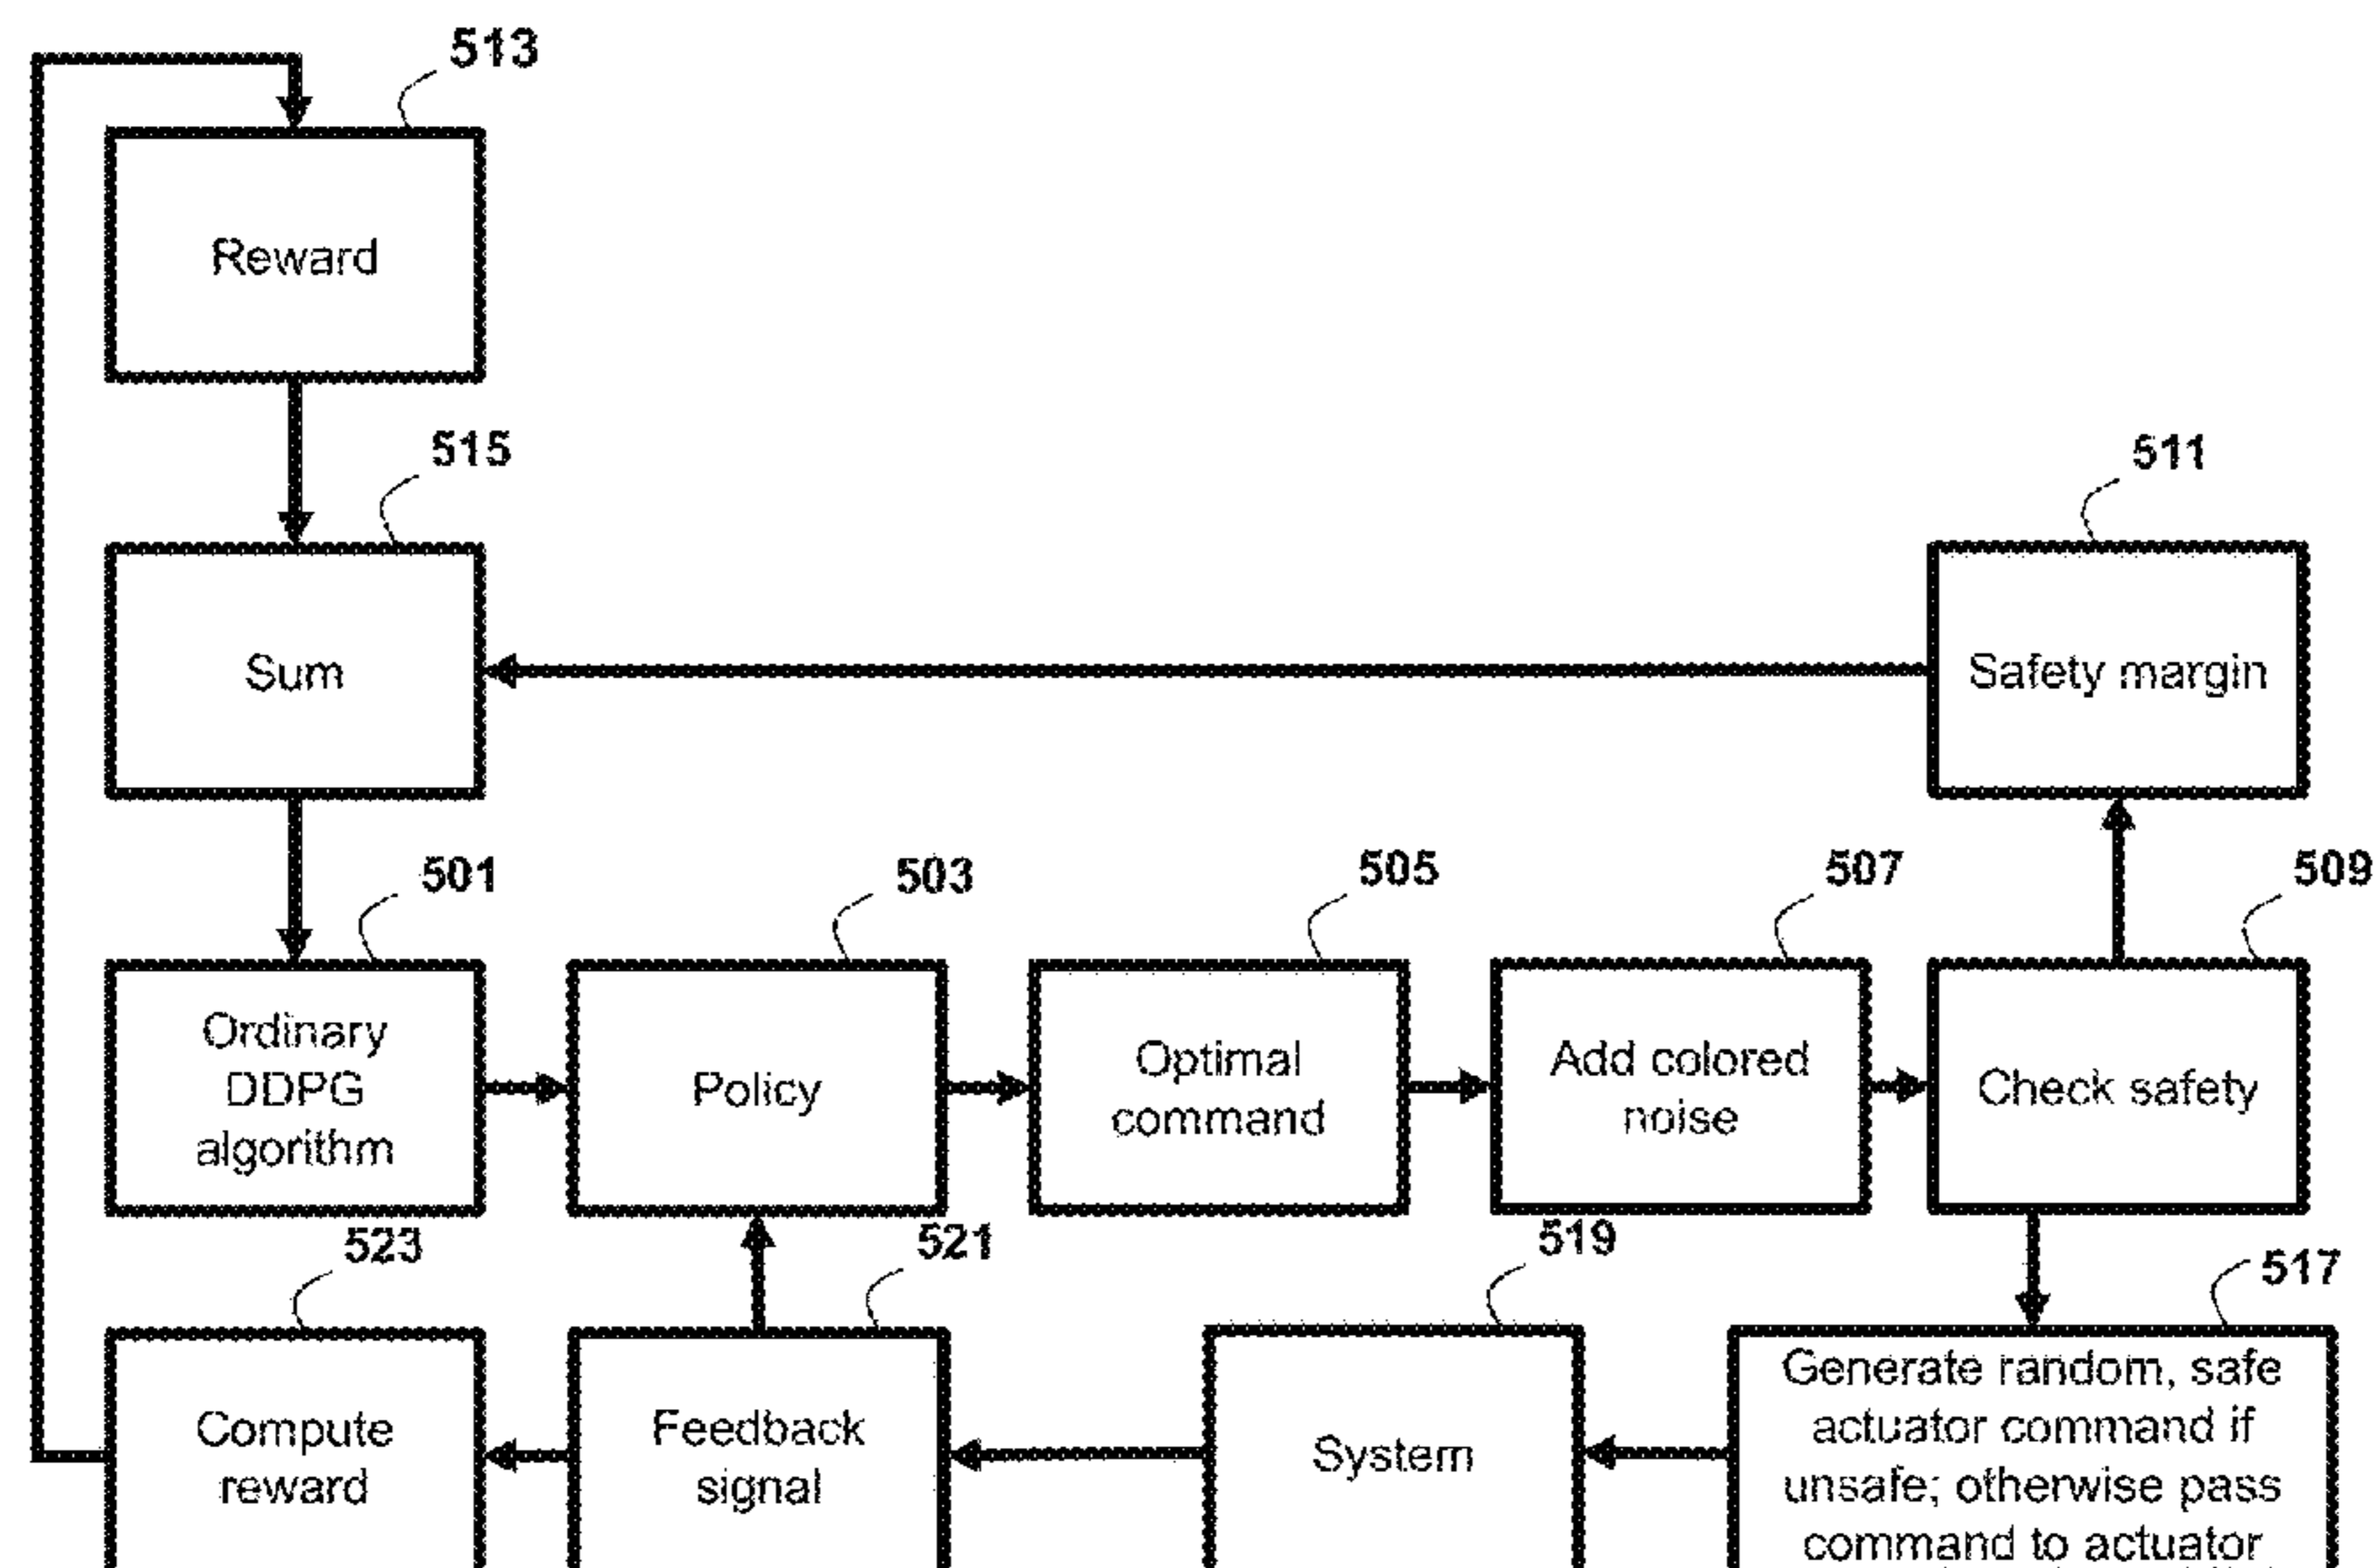 513
Reward
515
511
Sum
Safety margin
501
503
505
507
509
Ordinary
DDPG
algorithm
Policy
Optimal
command
Add colored
noise
Check safety
523
521
519
517
Compute
reward
Feedback
signal
System
Generate random, safe
actuator command if
unsafe; otherwise pass
command to actuator